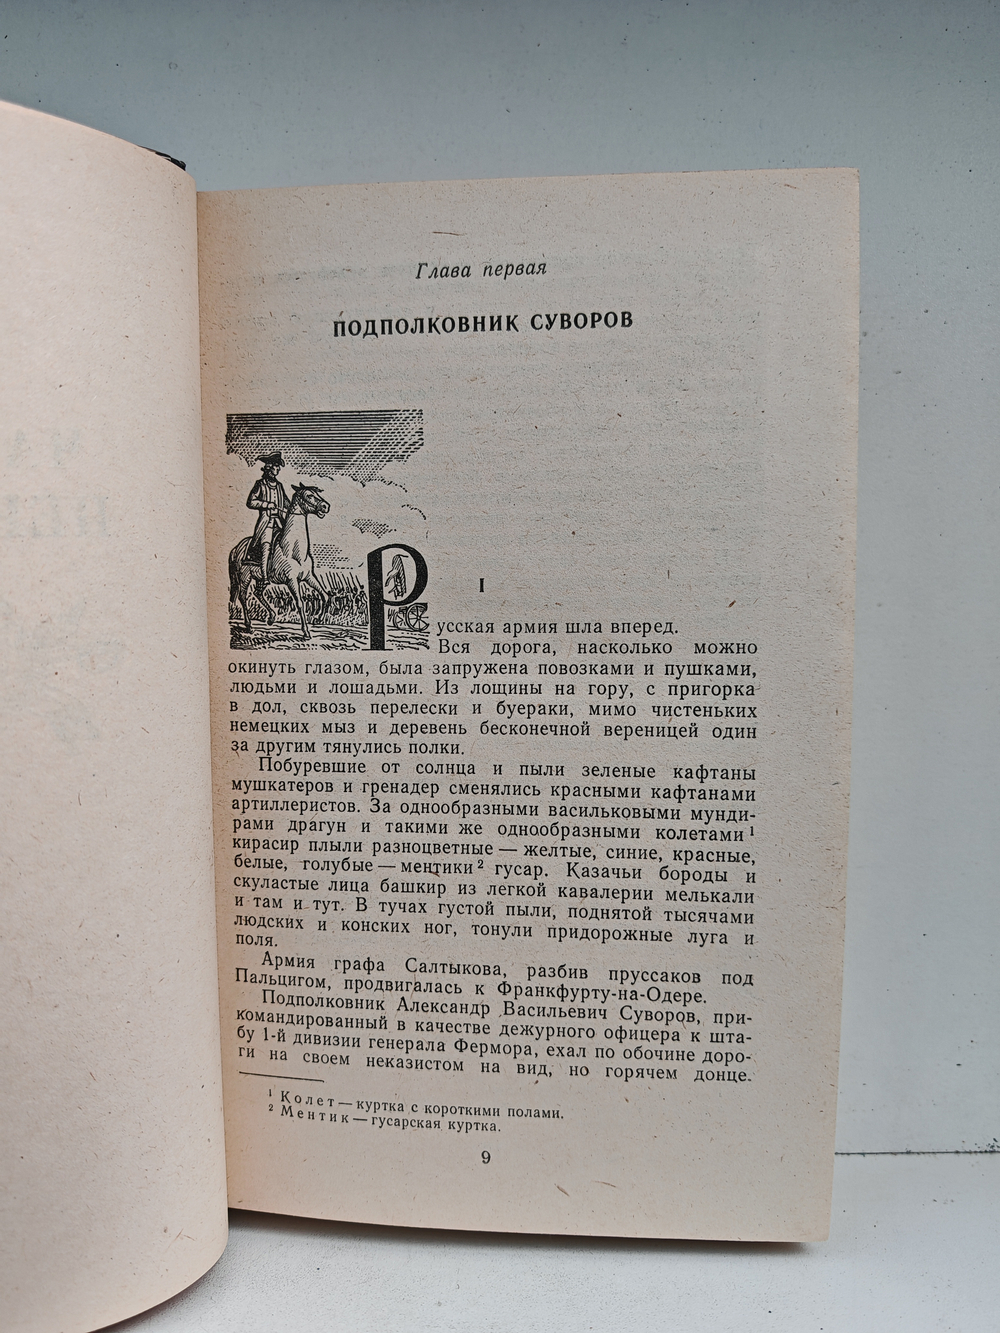 Глава первая
ПОДПОЛКОВНИК СУВОРОВ
I
Русская армия шла вперед.
Вся дорога, насколько можно
окинуть глазом, была запружена повозками и пушками,
людьми и лошадьми. Из лощины на гору, с пригорка
в дол, сквозь перелески и буераки, мимо чистеньких
немецких мыз и деревень бесконечной вереницей один
за другим тянулись полки.
Побуревшие от солнца и пыли зеленые кафтаны
мушкатеров и гренадер сменялись красными кафтанами
артиллеристов. За однообразными васильковыми мунди-
рами драгун и такими же однообразными колетами ¹
кирасир плыли разноцветные — желтые, синие, красные,
белые, голубые — ментики ² гусар. Казачьи бороды и
скуластые лица башкир из легкой кавалерии мелькали
и там и тут. В тучах густой пыли, поднятой тысячами
людских и конских ног, тонули придорожные луга и
поля.
Армия графа Салтыкова, разбив пруссаков под
Пальцигом, продвигалась к Франкфурту-на-Одере.
Подполковник Александр Васильевич Суворов, при-
командированный в качестве дежурного офицера к шта-
бу 1-й дивизии генерала Фермора, ехал по обочине доро-
ги на своем неказистом на вид, но горячем донце.
¹ Колет — куртка с короткими полами.
² Ментик — гусарская куртка.
9